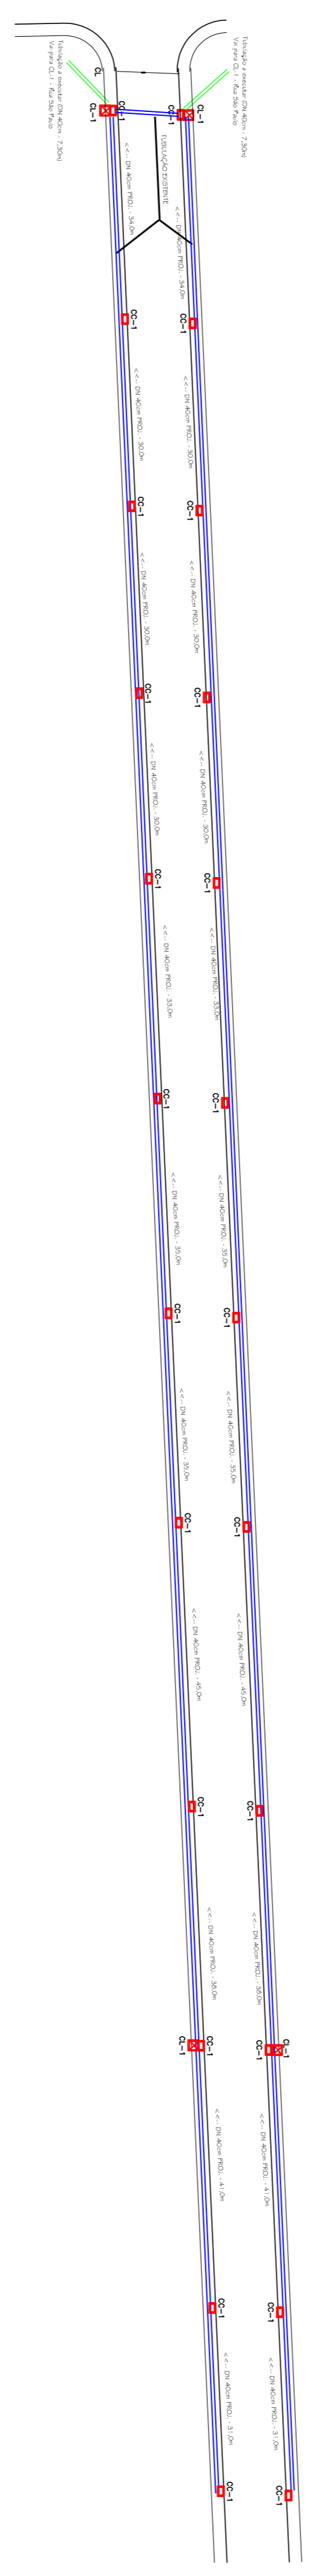 Tubulação a executar (DN 40cm - 7,30m)
Vai para CL-1 - Rua São Paulo
Tubulação a executar (DN 40cm - 7,30m)
Vai para CL-1 - Rua São Paulo
CL
CL-1
CC-1
CC-1
CL-1
TUBULAÇÃO EXISTENTE
<<-- DN 40cm PROJ. - 34,0m
<<-- DN 40cm PROJ. - 34,0m
CC-1
CC-1
<<-- DN 40cm PROJ. - 30,0m
<<-- DN 40cm PROJ. - 30,0m
CC-1
CC-1
<<-- DN 40cm PROJ. - 30,0m
<<-- DN 40cm PROJ. - 30,0m
CC-1
CC-1
<<-- DN 40cm PROJ. - 30,0m
<<-- DN 40cm PROJ. - 30,0m
CC-1
CC-1
<<-- DN 40cm PROJ. - 33,0m
<<-- DN 40cm PROJ. - 33,0m
CC-1
CC-1
<<-- DN 40cm PROJ. - 35,0m
<<-- DN 40cm PROJ. - 35,0m
CC-1
CC-1
<<-- DN 40cm PROJ. - 35,0m
<<-- DN 40cm PROJ. - 35,0m
CC-1
CC-1
<<-- DN 40cm PROJ. - 45,0m
<<-- DN 40cm PROJ. - 45,0m
CC-1
CC-1
<<-- DN 40cm PROJ. - 38,0m
<<-- DN 40cm PROJ. - 38,0m
CL-1
CC-1
CC-1
CL-1
<<-- DN 40cm PROJ. - 41,0m
<<-- DN 40cm PROJ. - 41,0m
CC-1
CC-1
<<-- DN 40cm PROJ. - 31,0m
<<-- DN 40cm PROJ. - 31,0m
CC-1
CC-1